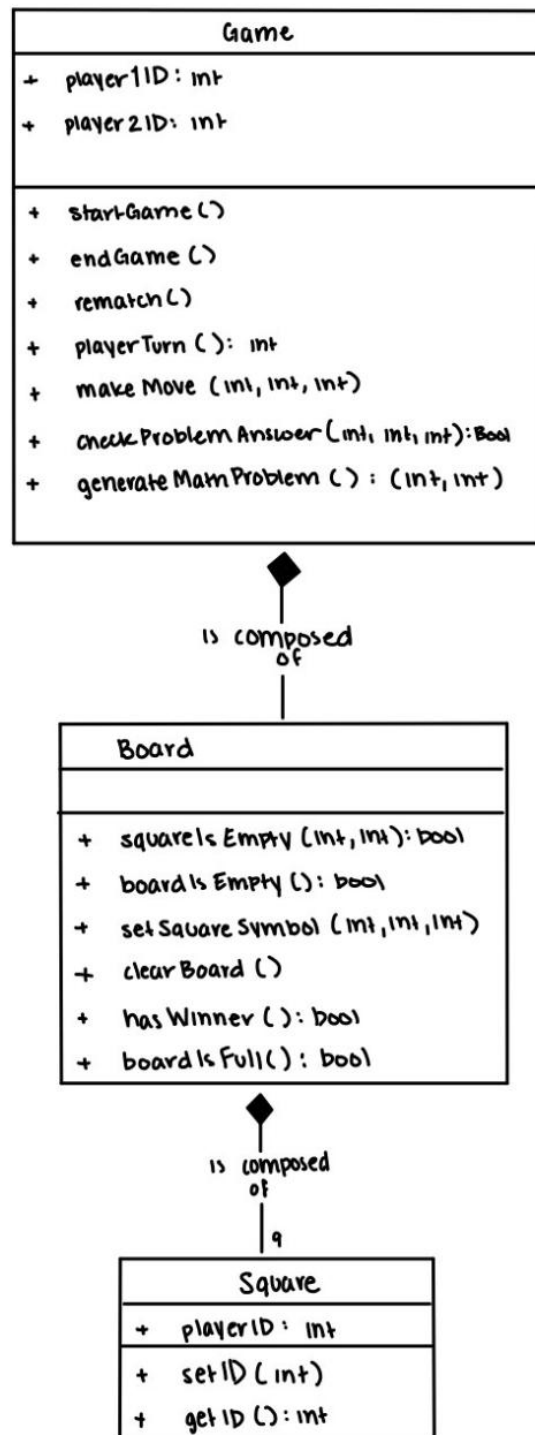 Game
+ player1ID: int
+ player2ID: int
+ startGame()
+ endGame()
+ rematch()
+ playerTurn(): int
+ makeMove (int, int, int)
+ checkProblemAnswer(int, int, int): Bool
+ generateMathProblem(): (int, int)
is composed
of
Board
+ squareIsEmpty (int, int): bool
+ boardIsEmpty(): bool
+ setSquareSymbol (int, int, int)
+ clearBoard()
+ hasWinner(): bool
+ boardIsFull(): bool
is composed
of
9
Square
+ playerID: int
+ setID(int)
+ getID(): int